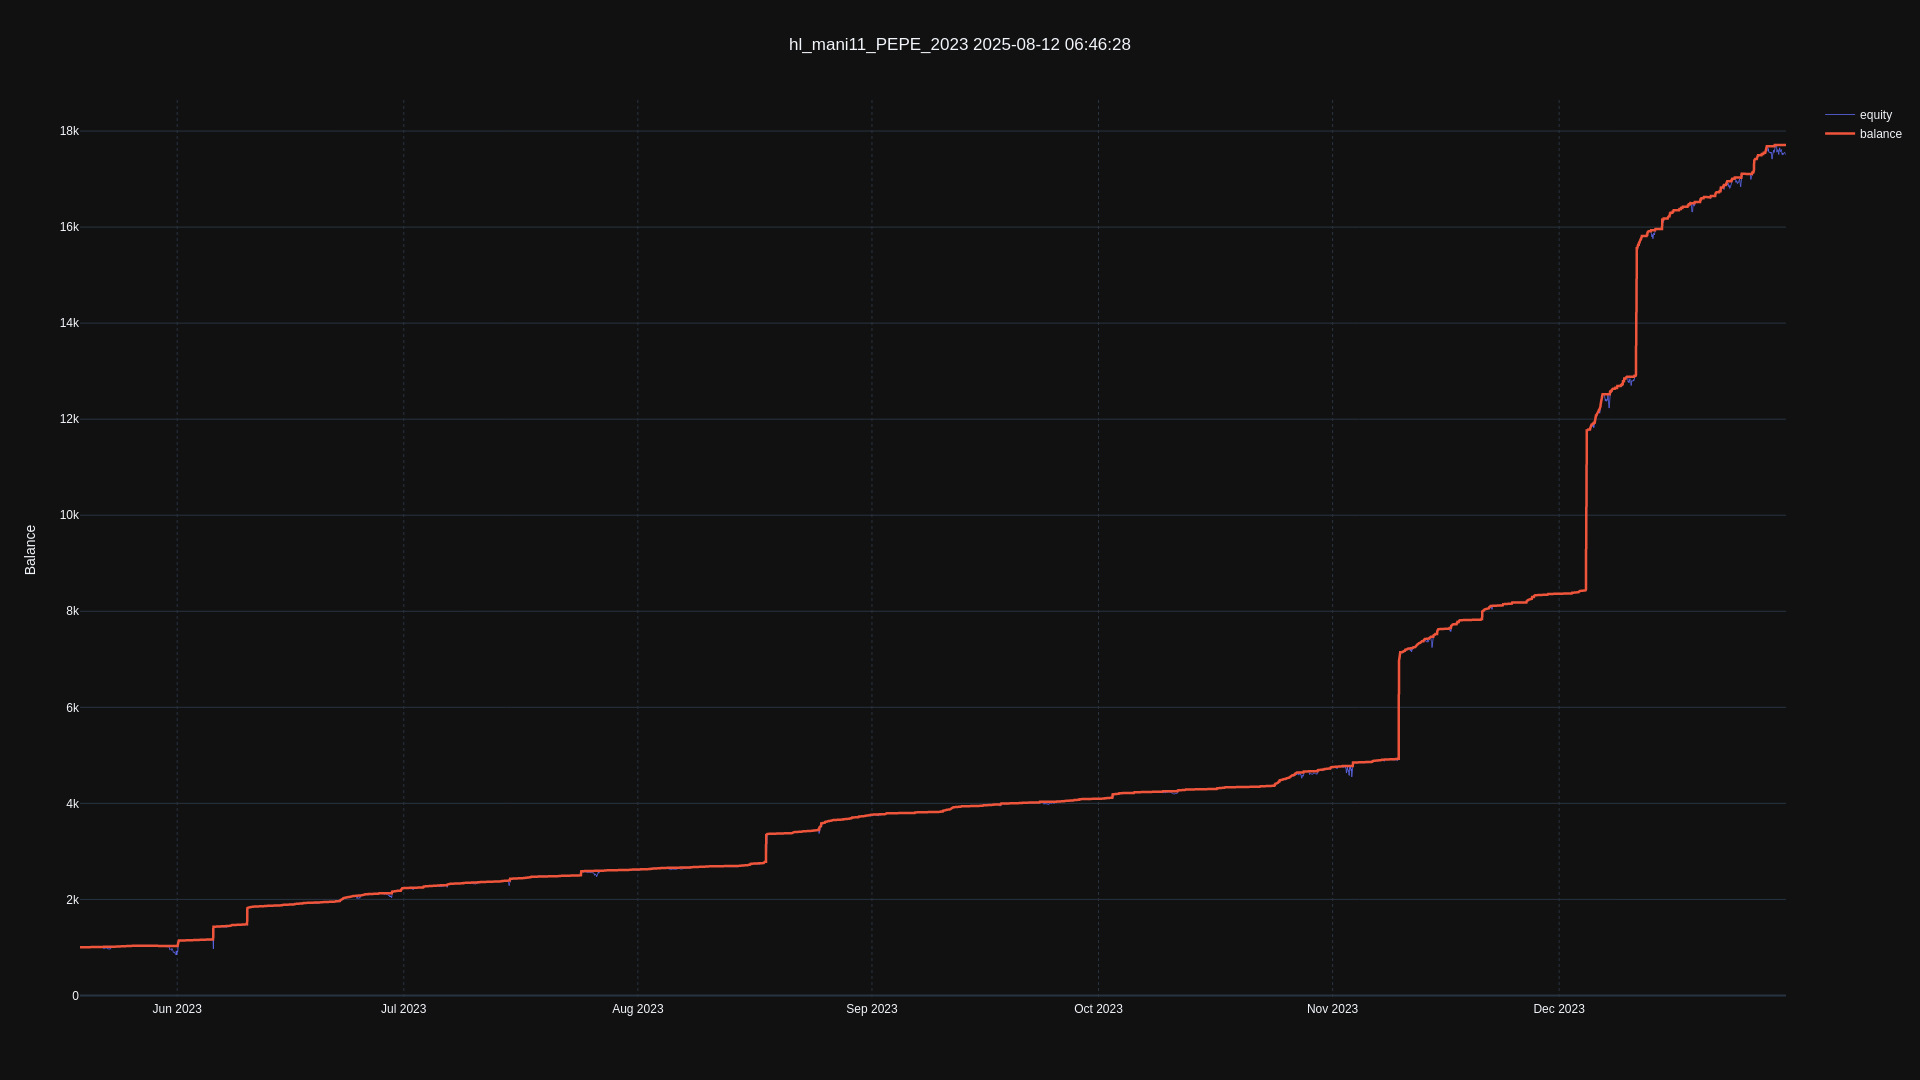 hl_mani11_PEPE_2023 2025-08-12 06:46:28
equity
balance
18k
16k
14k
12k
10k
8k
6k
4k
2k
0
Balance
Jun 2023
Jul 2023
Aug 2023
Sep 2023
Oct 2023
Nov 2023
Dec 2023